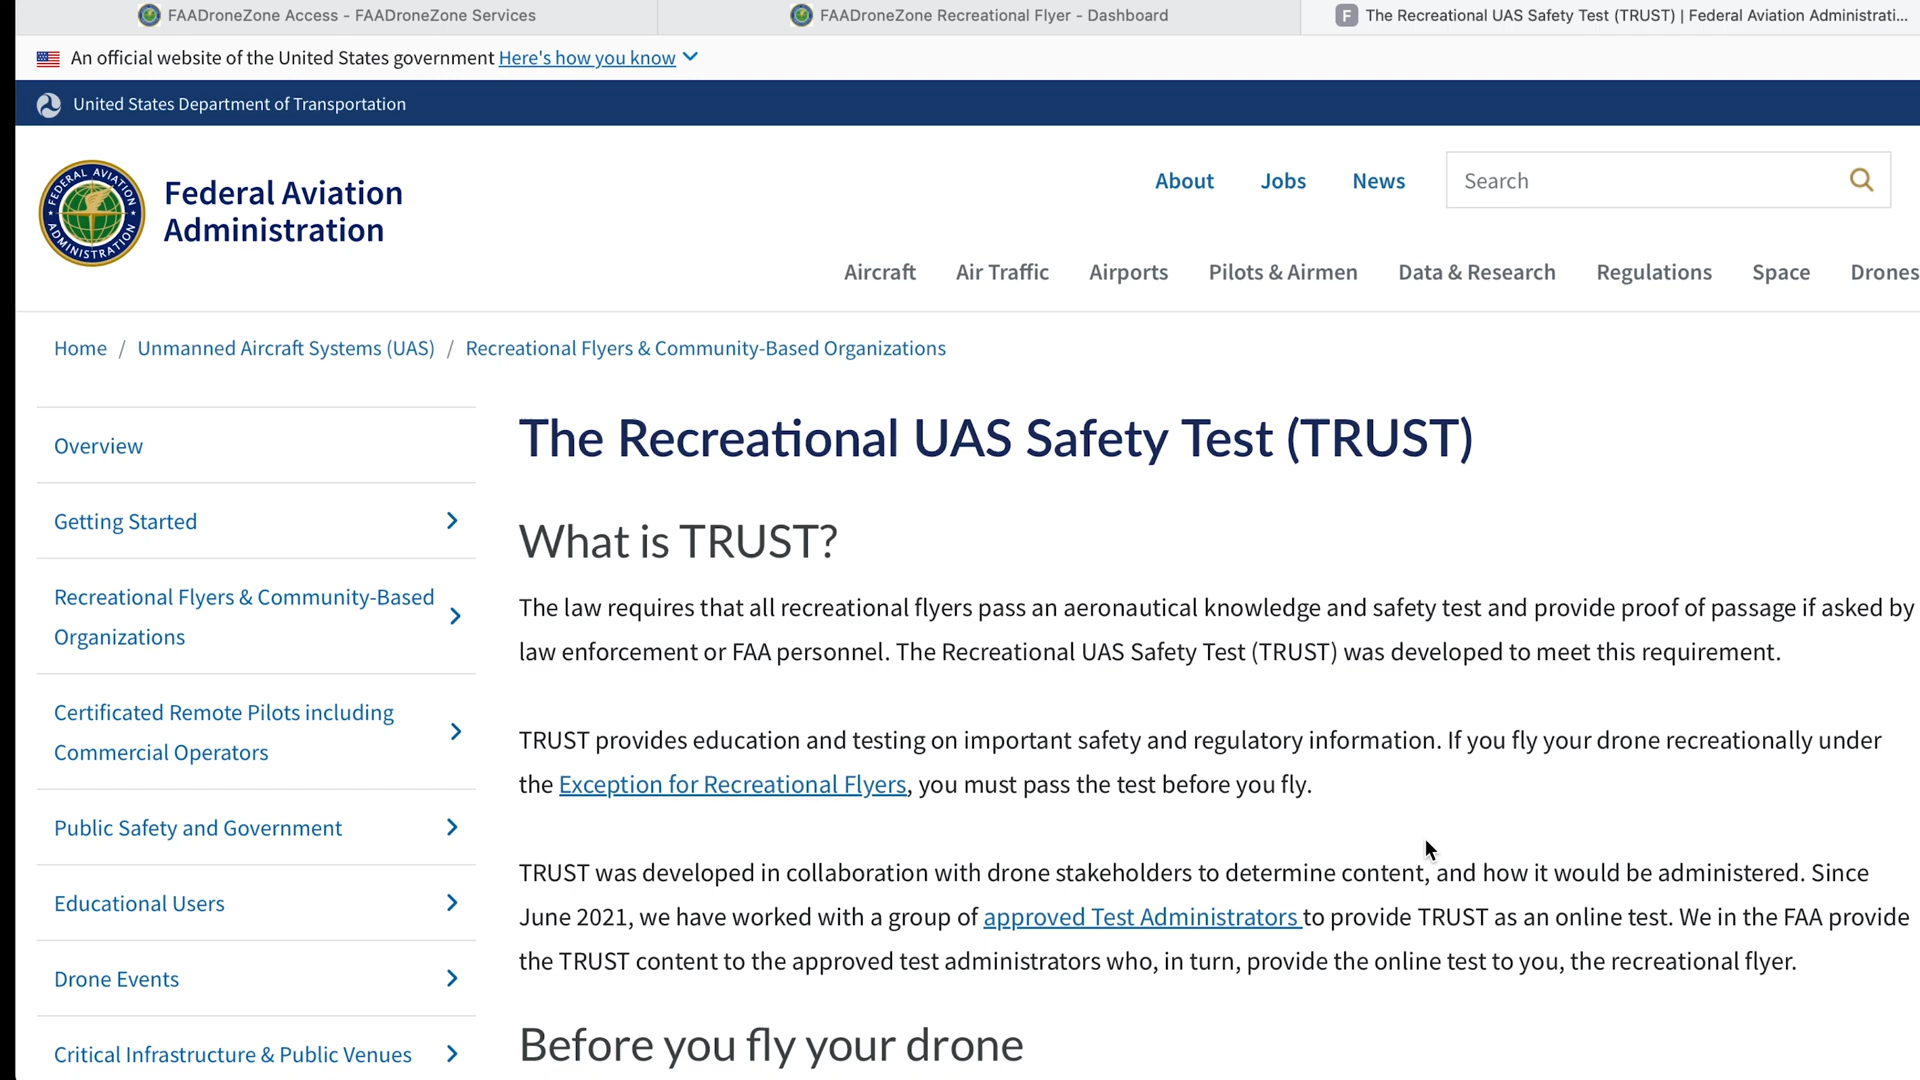 FAADroneZone Access - FAADroneZone Services
FAADroneZone Recreational Flyer - Dashboard
F
The Recreational UAS Safety Test (TRUST) | Federal Aviation Administrati...
An official website of the United States government Here's how you know
United States Department of Transportation
FEDERAL AVIATION
ADMINISTRATION
Federal Aviation
Administration
About
Jobs
News
Search
Aircraft
Air Traffic
Airports
Pilots & Airmen
Data & Research
Regulations
Space
Drones
Home / Unmanned Aircraft Systems (UAS) / Recreational Flyers & Community-Based Organizations
Overview
Getting Started
Recreational Flyers & Community-Based
Organizations
Certificated Remote Pilots including
Commercial Operators
Public Safety and Government
Educational Users
Drone Events
Critical Infrastructure & Public Venues
The Recreational UAS Safety Test (TRUST)
What is TRUST?
The law requires that all recreational flyers pass an aeronautical knowledge and safety test and provide proof of passage if asked by
law enforcement or FAA personnel. The Recreational UAS Safety Test (TRUST) was developed to meet this requirement.
TRUST provides education and testing on important safety and regulatory information. If you fly your drone recreationally under
the Exception for Recreational Flyers, you must pass the test before you fly.
TRUST was developed in collaboration with drone stakeholders to determine content, and how it would be administered. Since
June 2021, we have worked with a group of approved Test Administrators to provide TRUST as an online test. We in the FAA provide
the TRUST content to the approved test administrators who, in turn, provide the online test to you, the recreational flyer.
Before you fly your drone